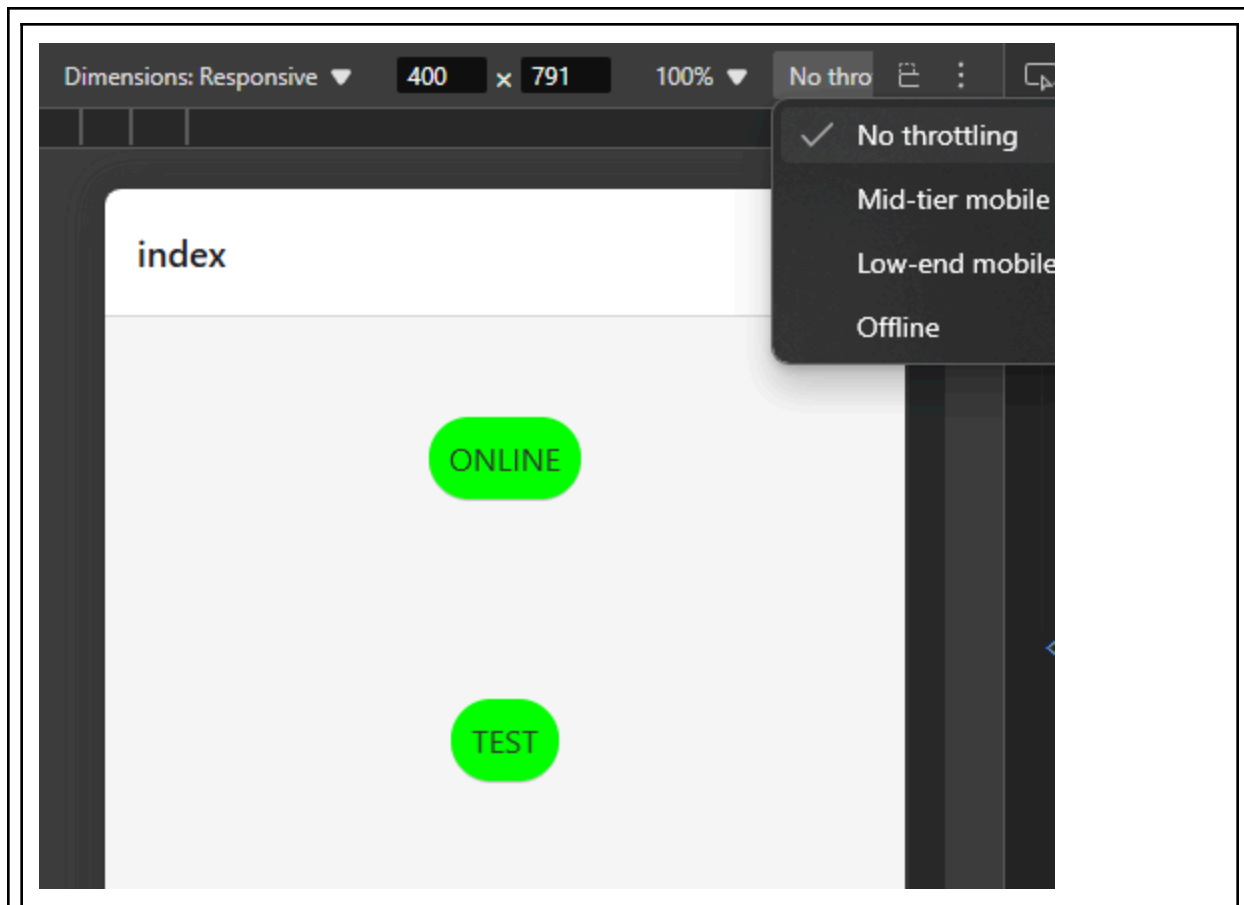 Dimensions: Responsive 400 x 791 100% No thro
No throttling
Mid-tier mobile
Low-end mobile
Offline
index
ONLINE
TEST